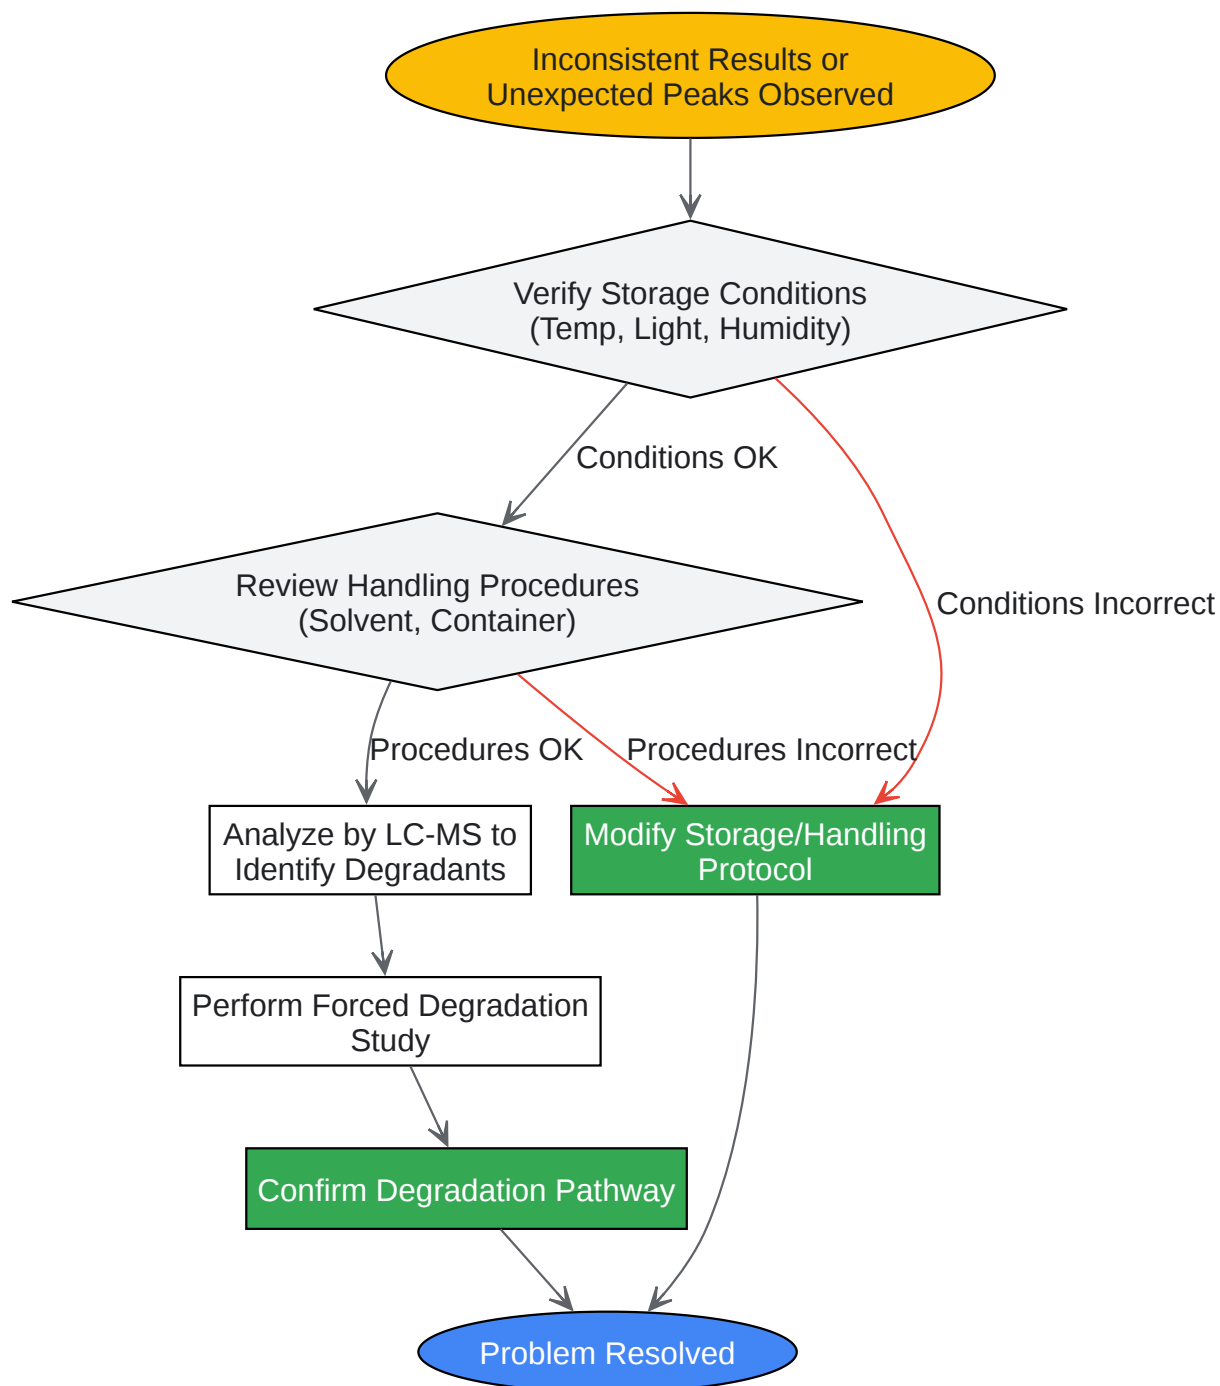 Inconsistent Results or
Unexpected Peaks Observed
Verify Storage Conditions
(Temp, Light, Humidity)
Conditions OK
Review Handling Procedures
(Solvent, Container)
Conditions Incorrect
Procedures OK
Procedures Incorrect
Analyze by LC-MS to
Identify Degradants
Modify Storage/Handling
Protocol
Perform Forced Degradation
Study
Confirm Degradation Pathway
Problem Resolved